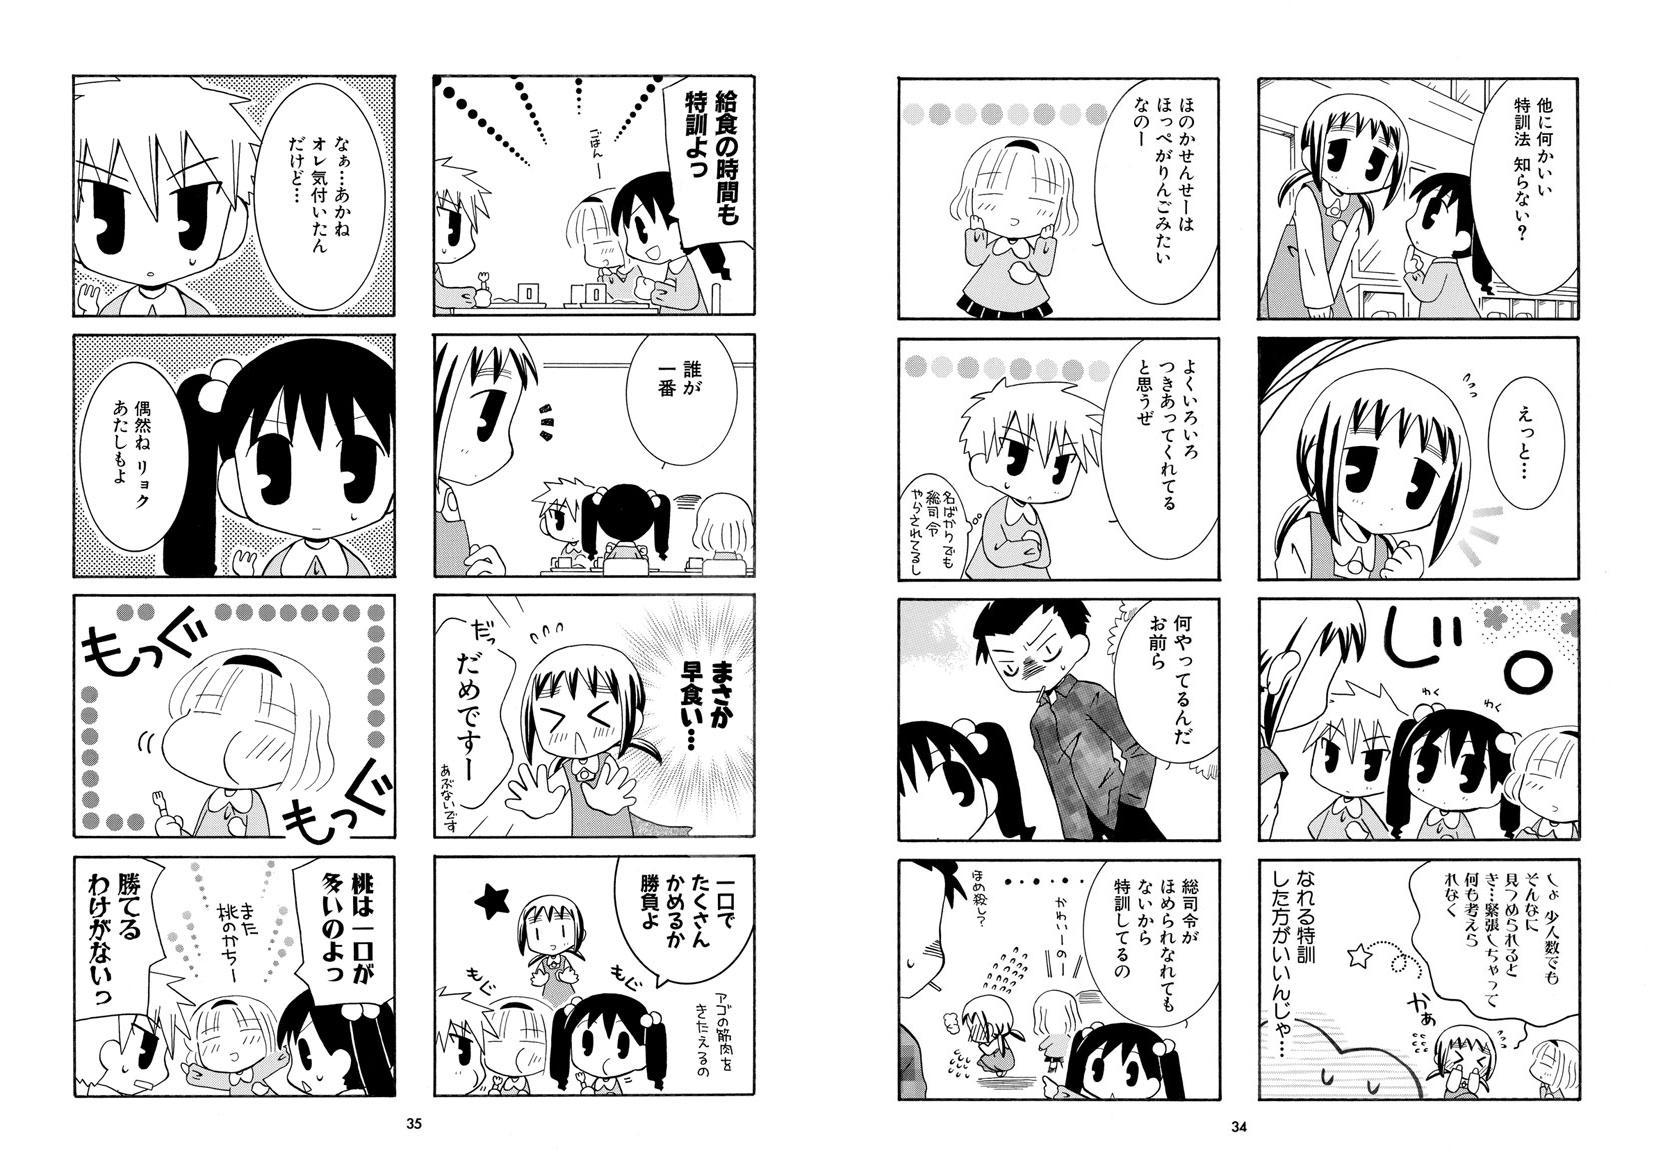 他に何かいい
特訓法 知らない？
えっと…
じ
わく
わく
しょ 少人数でも
そんなに
見つめられると
き…緊張しちゃって
何も考えら
れなく
かぁ
なれる特訓
した方がいいんじゃ…
ほのかせんせーは
ほっぺがりんごみたい
なのー
よくいろいろ
つきあってくれてる
と思うぜ
名ばかりでも
総司令
やらされてるし
何やってるんだ
お前ら
総司令が
ほめられなれても
ないから
特訓してるの
かわいーのー
ほめ殺し？
34
給食の時間も
特訓よっ
ごはんー
誰が
一番
まさか
早食い…
だっ
だめですー
あぶないです
一口で
たくさん
かめるか
勝負よ
もじ
もじ
アゴの筋肉を
きたえるの
なぁ…あかね
オレ気付いたん
だけど…
偶然ね リョク
あたしもよ
もっぐ
もっぐ
桃は一口が
多いのよっ
また
桃のかちー
勝てる
わけがないっ
35